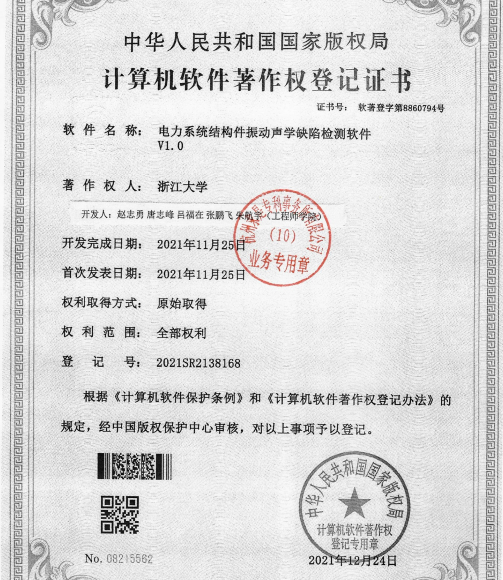 中华人民共和国国家版权局
计算机软件著作权登记证书
证书号: 软著登字第8860794号
软件名称: 电力系统结构件振动声学缺陷检测软件
V1.0
著作权人: 浙江大学
开发人: 赵志勇 唐志峰 吕福在 张鹏飞 (工程师学院)
开发完成日期: 2021年11月25日
首次发表日期: 2021年11月25日
权利取得方式: 原始取得
权利范围: 全部权利
登记号: 2021SR2138168
根据《计算机软件保护条例》和《计算机软件著作权登记办法》的
规定,经中国版权保护中心审核,对以上事项予以登记。
专利事务所有限公司
(10)
业务专用章
中华人民共和国国家版权局
计算机软件著作权
登记专用章
No. 08215562
2021年12月24日